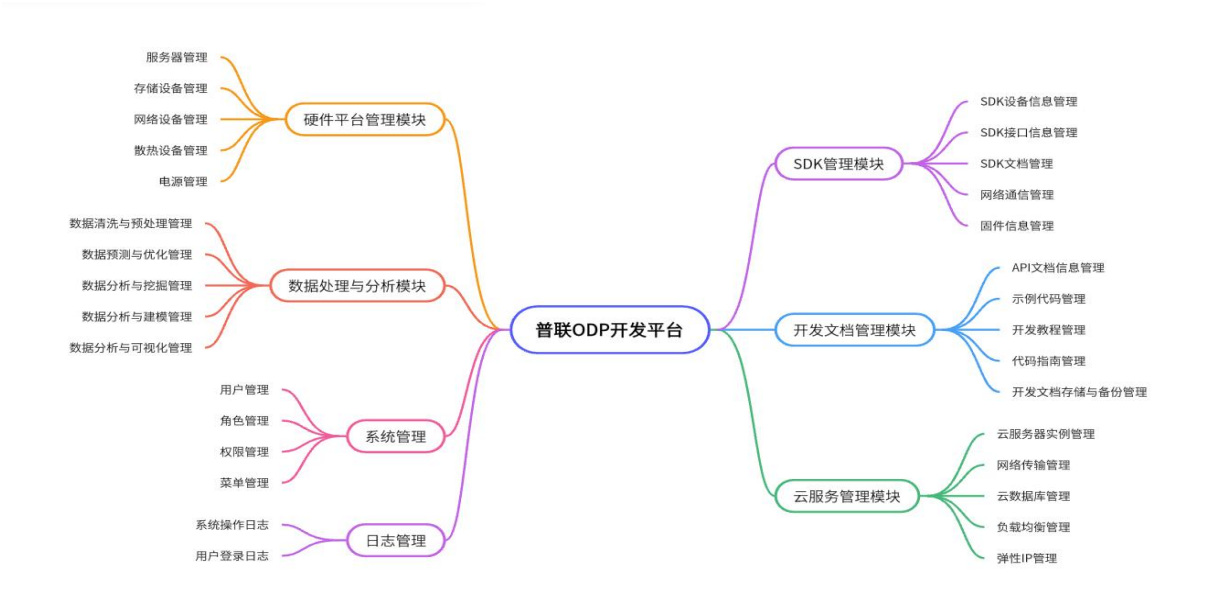 普联ODP开发平台
硬件平台管理模块
服务器管理
存储设备管理
网络设备管理
散热设备管理
电源管理
数据处理与分析模块
数据清洗与预处理管理
数据预测与优化管理
数据分析与挖掘管理
数据分析与建模管理
数据分析与可视化管理
系统管理
用户管理
角色管理
权限管理
菜单管理
日志管理
系统操作日志
用户登录日志
SDK管理模块
SDK设备信息管理
SDK接口信息管理
SDK文档管理
网络通信管理
固件信息管理
开发文档管理模块
API文档信息管理
示例代码管理
开发教程管理
代码指南管理
开发文档存储与备份管理
云服务管理模块
云服务器实例管理
网络传输管理
云数据库管理
负载均衡管理
弹性IP管理